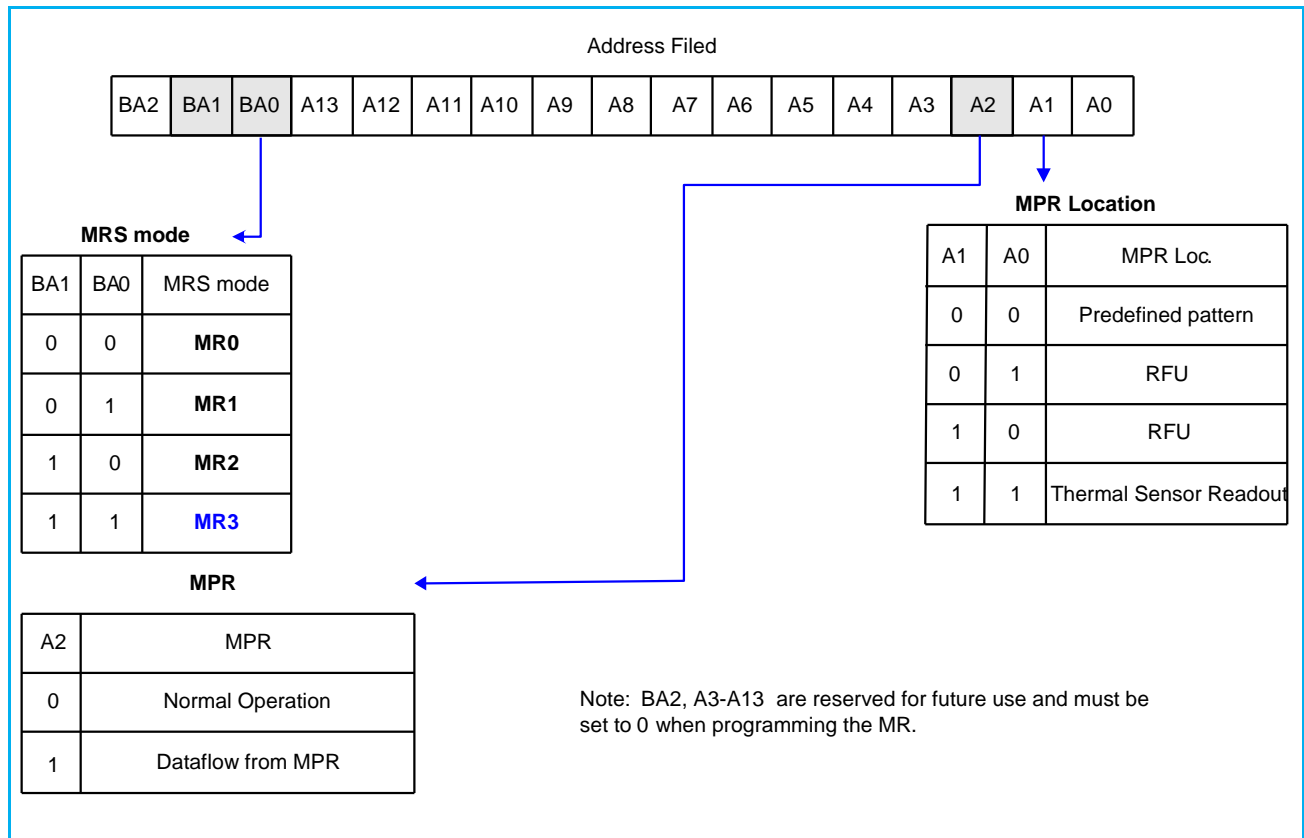 Address Filed
BA2 BA1 BA0 A13 A12 A11 A10 A9 A8 A7 A6 A5 A4 A3 A2 A1 A0
MRS mode
BA1 BA0 MRS mode
0 0 MR0
0 1 MR1
1 0 MR2
1 1 MR3
MPR Location
A1 A0 MPR Loc.
0 0 Predefined pattern
0 1 RFU
1 0 RFU
1 1 Thermal Sensor Readout
MPR
A2 MPR
0 Normal Operation
1 Dataflow from MPR
Note: BA2, A3-A13 are reserved for future use and must be
set to 0 when programming the MR.